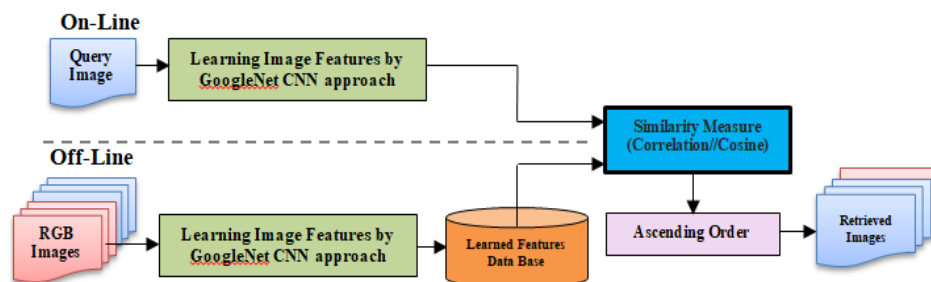 On-Line
Query
Image
Learning Image Features by
GoogleNet CNN approach
Similarity Measure
(Correlation//Cosine)
Off-Line
RGB
Images
Learning Image Features by
GoogleNet CNN approach
Learned Features
Data Base
Ascending Order
Retrieved
Images